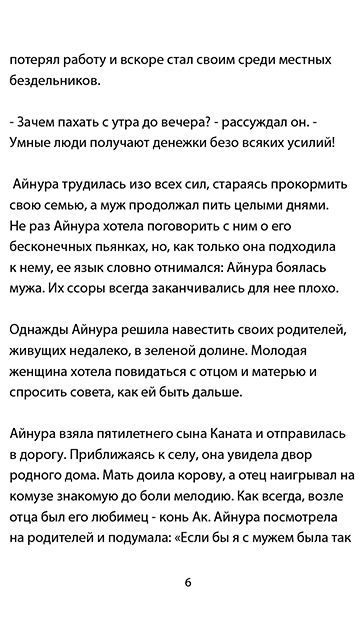 потерял работу и вскоре стал своим среди местных
бездельников.
- Зачем пахать с утра до вечера? - рассуждал он. -
Умные люди получают денежки безо всяких усилий!
Айнура трудилась изо всех сил, стараясь прокормить
свою семью, а муж продолжал пить целыми днями.
Не раз Айнура хотела поговорить с ним о его
бесконечных пьянках, но, как только она подходила
к нему, ее язык словно отнимался: Айнура боялась
мужа. Их ссоры всегда заканчивались для нее плохо.
Однажды Айнура решила навестить своих родителей,
живущих недалеко, в зеленой долине. Молодая
женщина хотела повидаться с отцом и матерью и
спросить совета, как ей быть дальше.
Айнура взяла пятилетнего сына Каната и отправилась
в дорогу. Приближаясь к селу, она увидела двор
родного дома. Мать доила корову, а отец наигрывал на
комузе знакомую до боли мелодию. Как всегда, возле
отца был его любимец - конь Ак. Айнура посмотрела
на родителей и подумала: «Если бы я с мужем была так
6